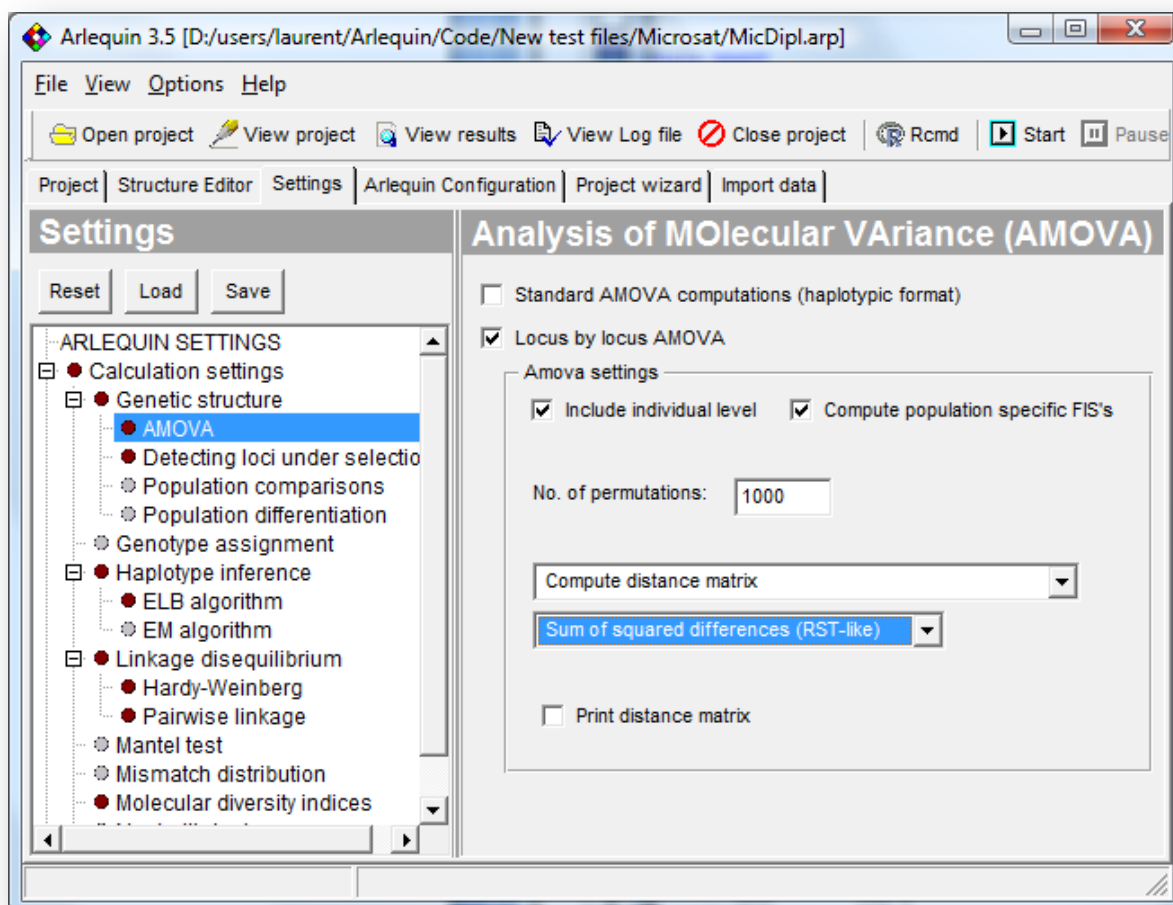 Arlequin 3.5 [D:/users/laurent/Arlequin/Code/New test files/Microsat/MicDipl.arp]
File View Options Help
Open project View project View results View Log file Close project Rcmd Start Pause
Project Structure Editor Settings Arlequin Configuration Project wizard Import data
Settings
Reset Load Save
ARLEQUIN SETTINGS
Calculation settings
Genetic structure
AMOVA
Detecting loci under selectio
Population comparisons
Population differentiation
Genotype assignment
Haplotype inference
ELB algorithm
EM algorithm
Linkage disequilibrium
Hardy-Weinberg
Pairwise linkage
Mantel test
Mismatch distribution
Molecular diversity indices
Analysis of MOlecular VAriance (AMOVA)
Standard AMOVA computations (haplotypic format)
Locus by locus AMOVA
Amova settings
Include individual level Compute population specific FIS's
No. of permutations: 1000
Compute distance matrix
Sum of squared differences (RST-like)
Print distance matrix